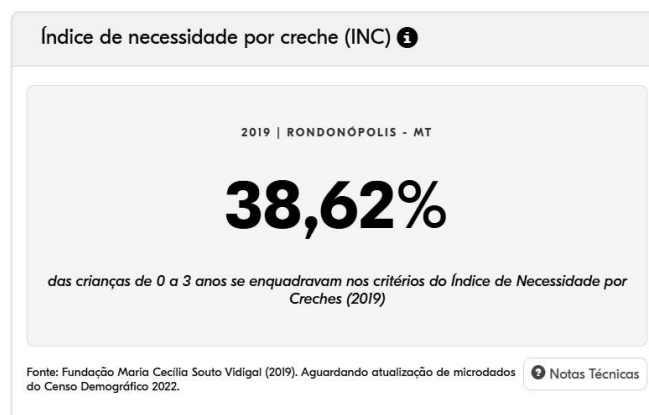 Índice de necessidade por creche (INC)
2019 | RONDONÓPOLIS - MT
38,62%
das crianças de 0 a 3 anos se enquadravam nos critérios do Índice de Necessidade por
Creches (2019)
Fonte: Fundação Maria Cecília Souto Vidigal (2019). Aguardando atualização de microdados
do Censo Demográfico 2022.
Notas Técnicas